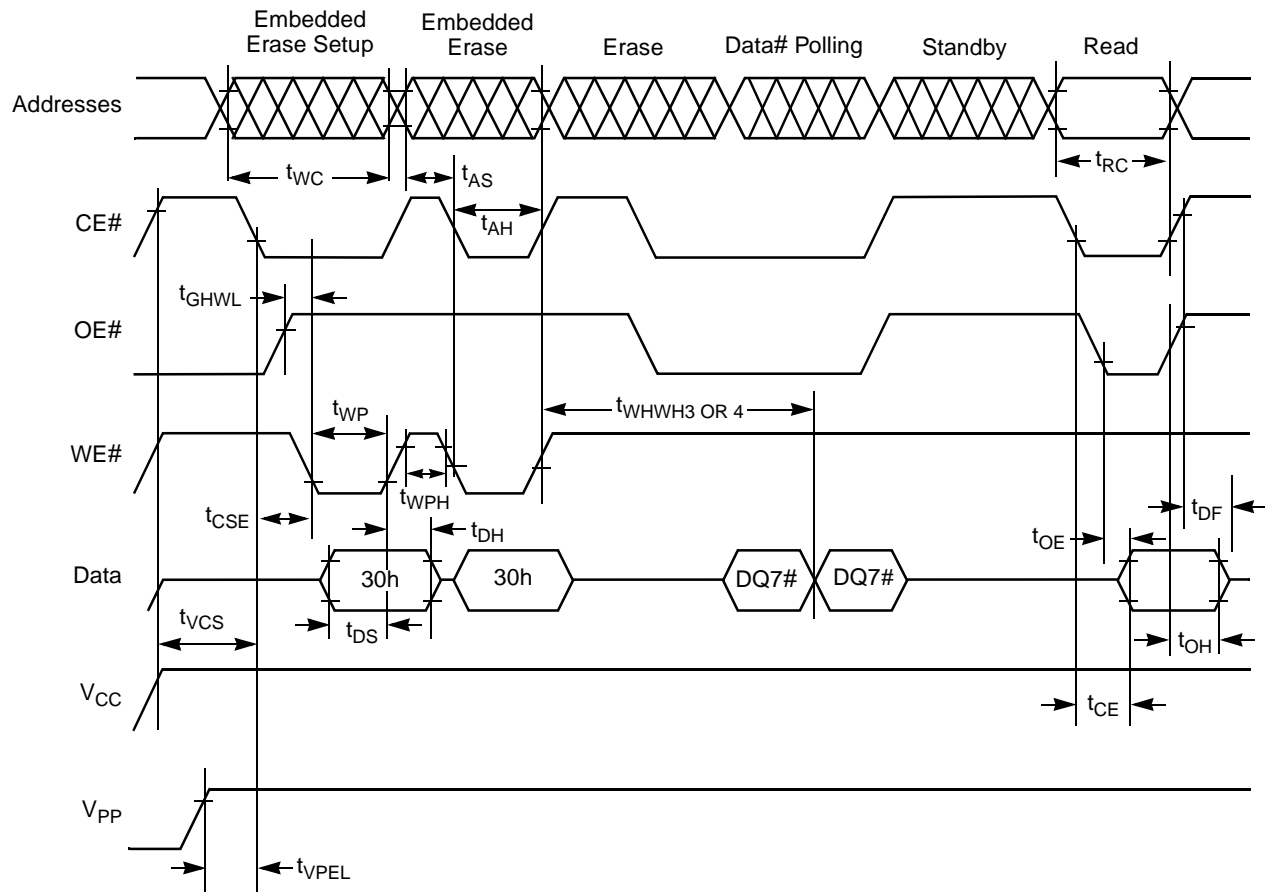 Embedded
Erase Setup
Embedded
Erase
Erase
Data# Polling
Standby
Read
Addresses
tWC
tAS
tRC
CE#
tAH
tGHWL
OE#
tWP
tWHWH3 OR 4
WE#
tWPH
tCSE
tDH
tDF
tOE
Data
30h
30h
DQ7#
DQ7#
tVCS
tDS
tOH
VCC
tCE
VPP
tVPEL